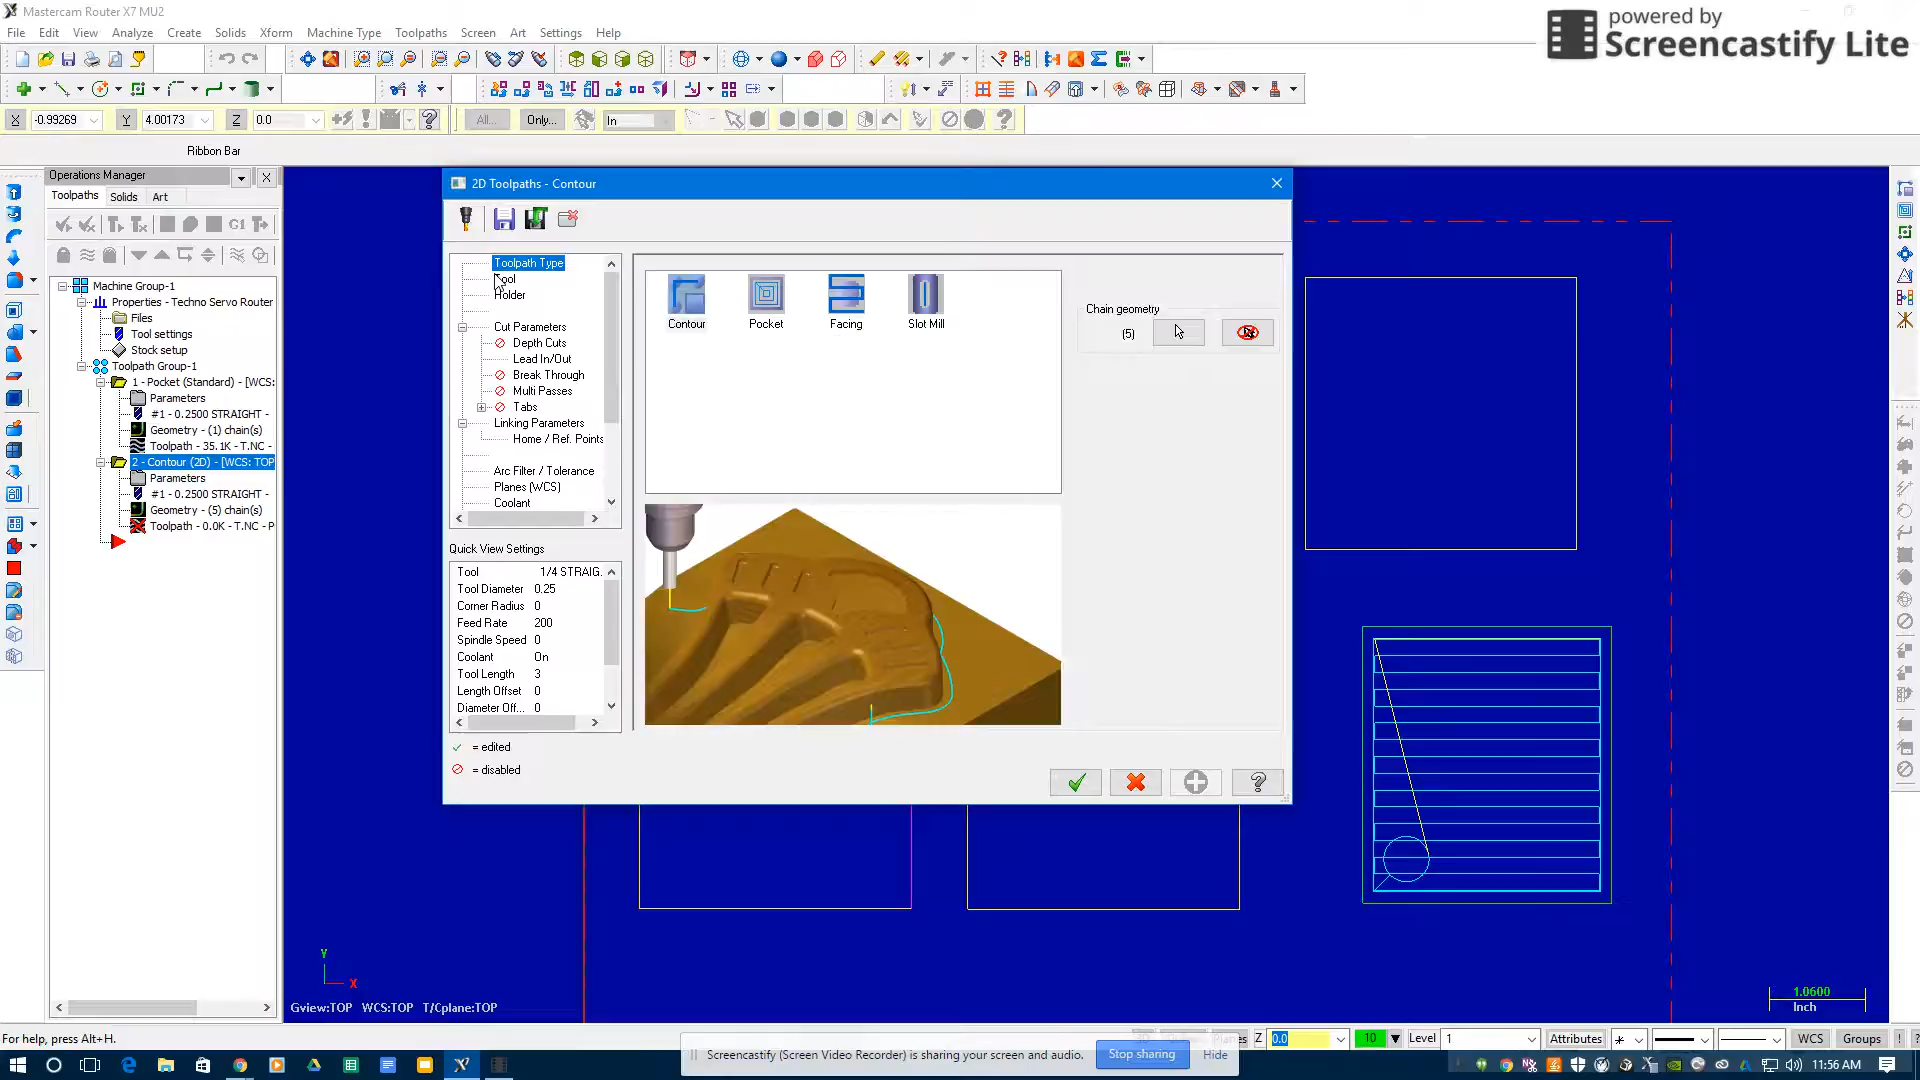 Mastercam Router X7 MU2
powered by
Screencastify Lite
File Edit View Analyze Create Solids Xform Machine Type Toolpaths Screen Art Settings Help
X -0.99269 Y 4.00173 Z 0.0 All... Only... In
Ribbon Bar
Operations Manager
Toolpaths Solids Art
G1
Machine Group-1
Properties - Techno Servo Router
Files
Tool settings
Stock setup
Toolpath Group-1
1 - Pocket (Standard) - [WCS:
Parameters
#1 - 0.2500 STRAIGHT -
Geometry - (1) chain(s)
Toolpath - 35.1K - T.NC -
2 - Contour (2D) - [WCS: TOP
Parameters
#1 - 0.2500 STRAIGHT -
Geometry - (5) chain(s)
Toolpath - 0.0K - T.NC - P
2D Toolpaths - Contour
Toolpath Type
Tool
Holder
Cut Parameters
Depth Cuts
Lead In/Out
Break Through
Multi Passes
Tabs
Linking Parameters
Home / Ref. Points
Arc Filter / Tolerance
Planes (WCS)
Coolant
Contour Pocket Facing Slot Mill
Chain geometry
(5)
Quick View Settings
Tool 1/4 STRAIG.
Tool Diameter 0.25
Corner Radius 0
Feed Rate 200
Spindle Speed 0
Coolant On
Tool Length 3
Length Offset 0
Diameter Off... 0
= edited
= disabled
Y
X
Gview:TOP WCS:TOP T/Cplane:TOP
1.0600
Inch
For help, press Alt+H.
Z 0.0 10 Level 1 Attributes WCS Groups
Screencastify (Screen Video Recorder) is sharing your screen and audio. Stop sharing Hide
11:56 AM